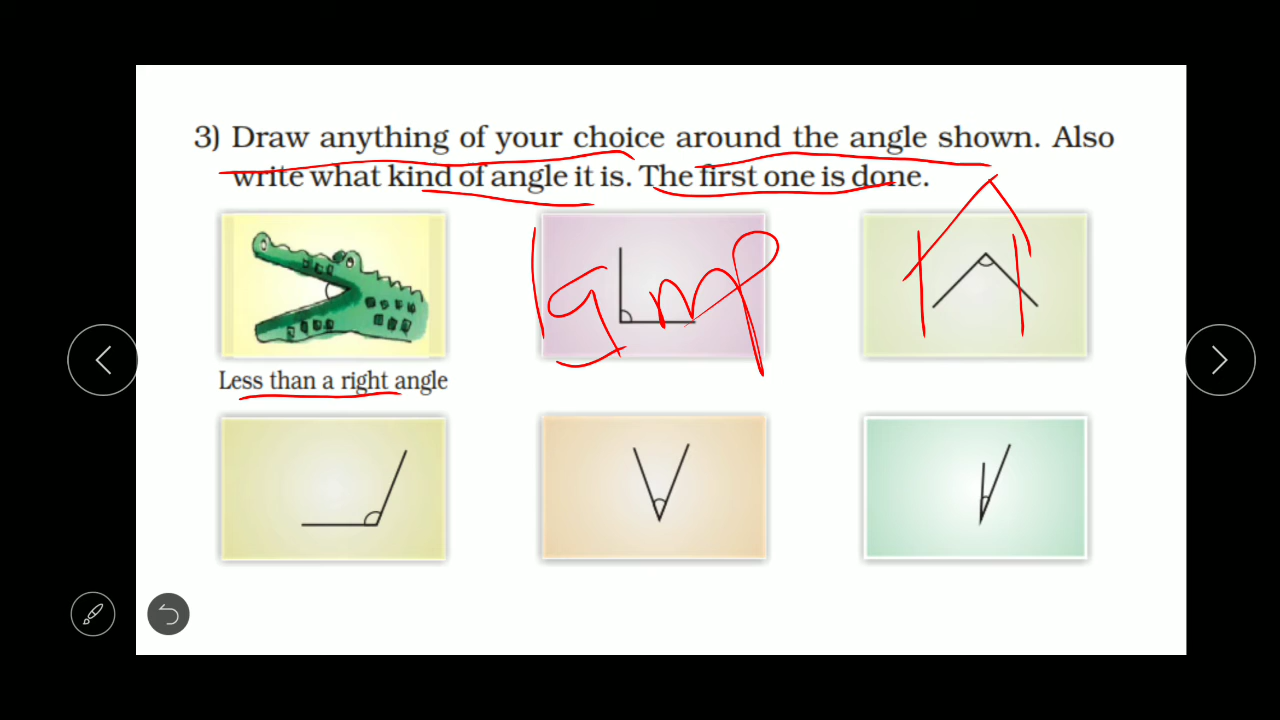 3) Draw anything of your choice around the angle shown. Also
write what kind of angle it is. The first one is done.
Less than a right angle